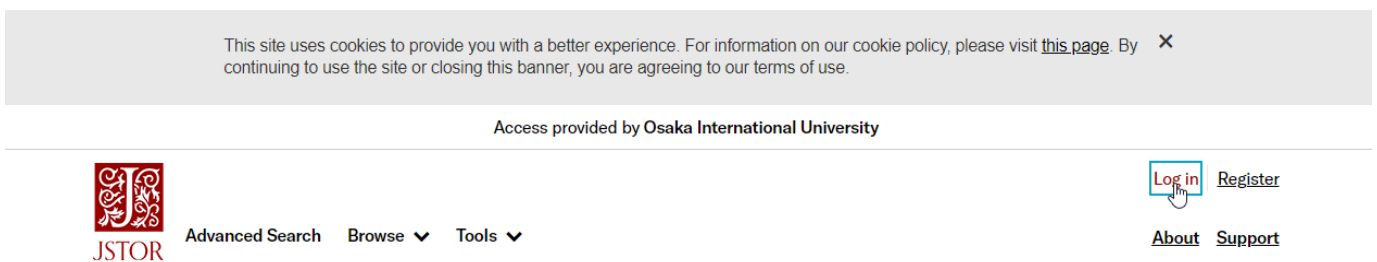 This site uses cookies to provide you with a better experience. For information on our cookie policy, please visit this page. By
continuing to use the site or closing this banner, you are agreeing to our terms of use.
Access provided by Osaka International University
Log in Register
JSTOR
Advanced Search Browse Tools
About Support